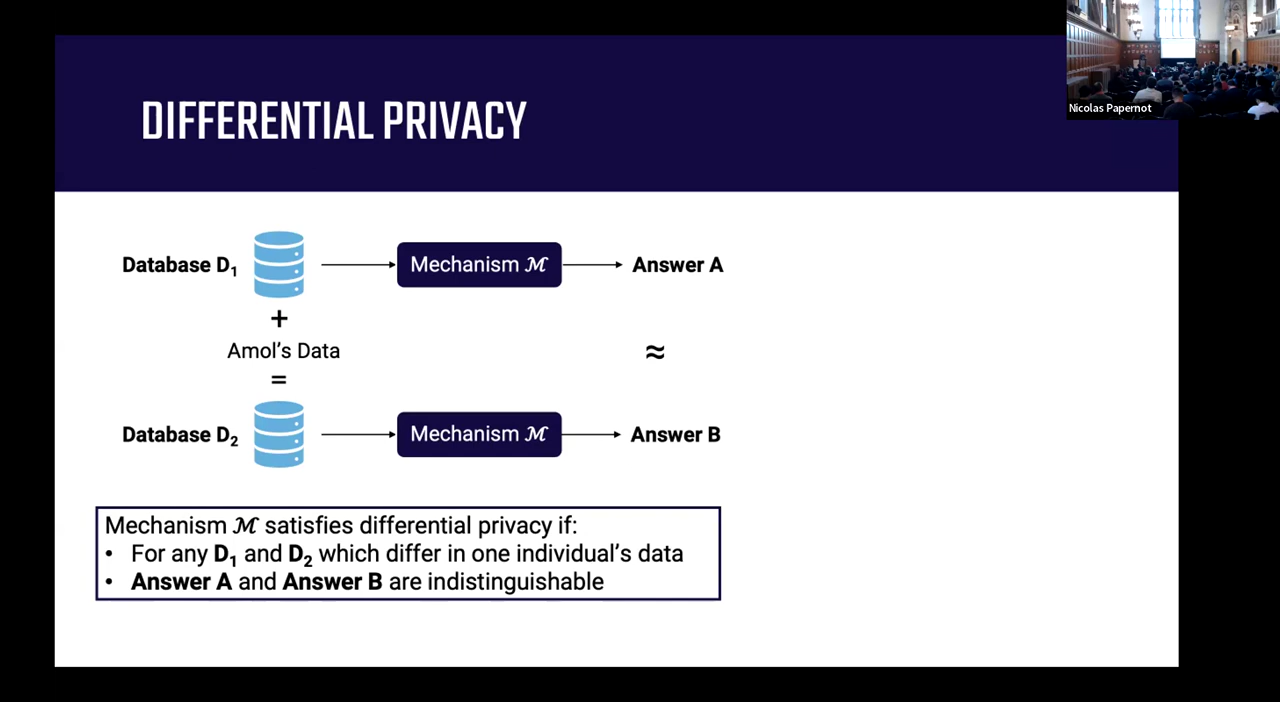 Nicolas Papernot
DIFFERENTIAL PRIVACY
Database D₁
Mechanism ℳ
Answer A
+
Amol's Data
≈
=
Database D₂
Mechanism ℳ
Answer B
Mechanism ℳ satisfies differential privacy if:
• For any D₁ and D₂ which differ in one individual's data
• Answer A and Answer B are indistinguishable